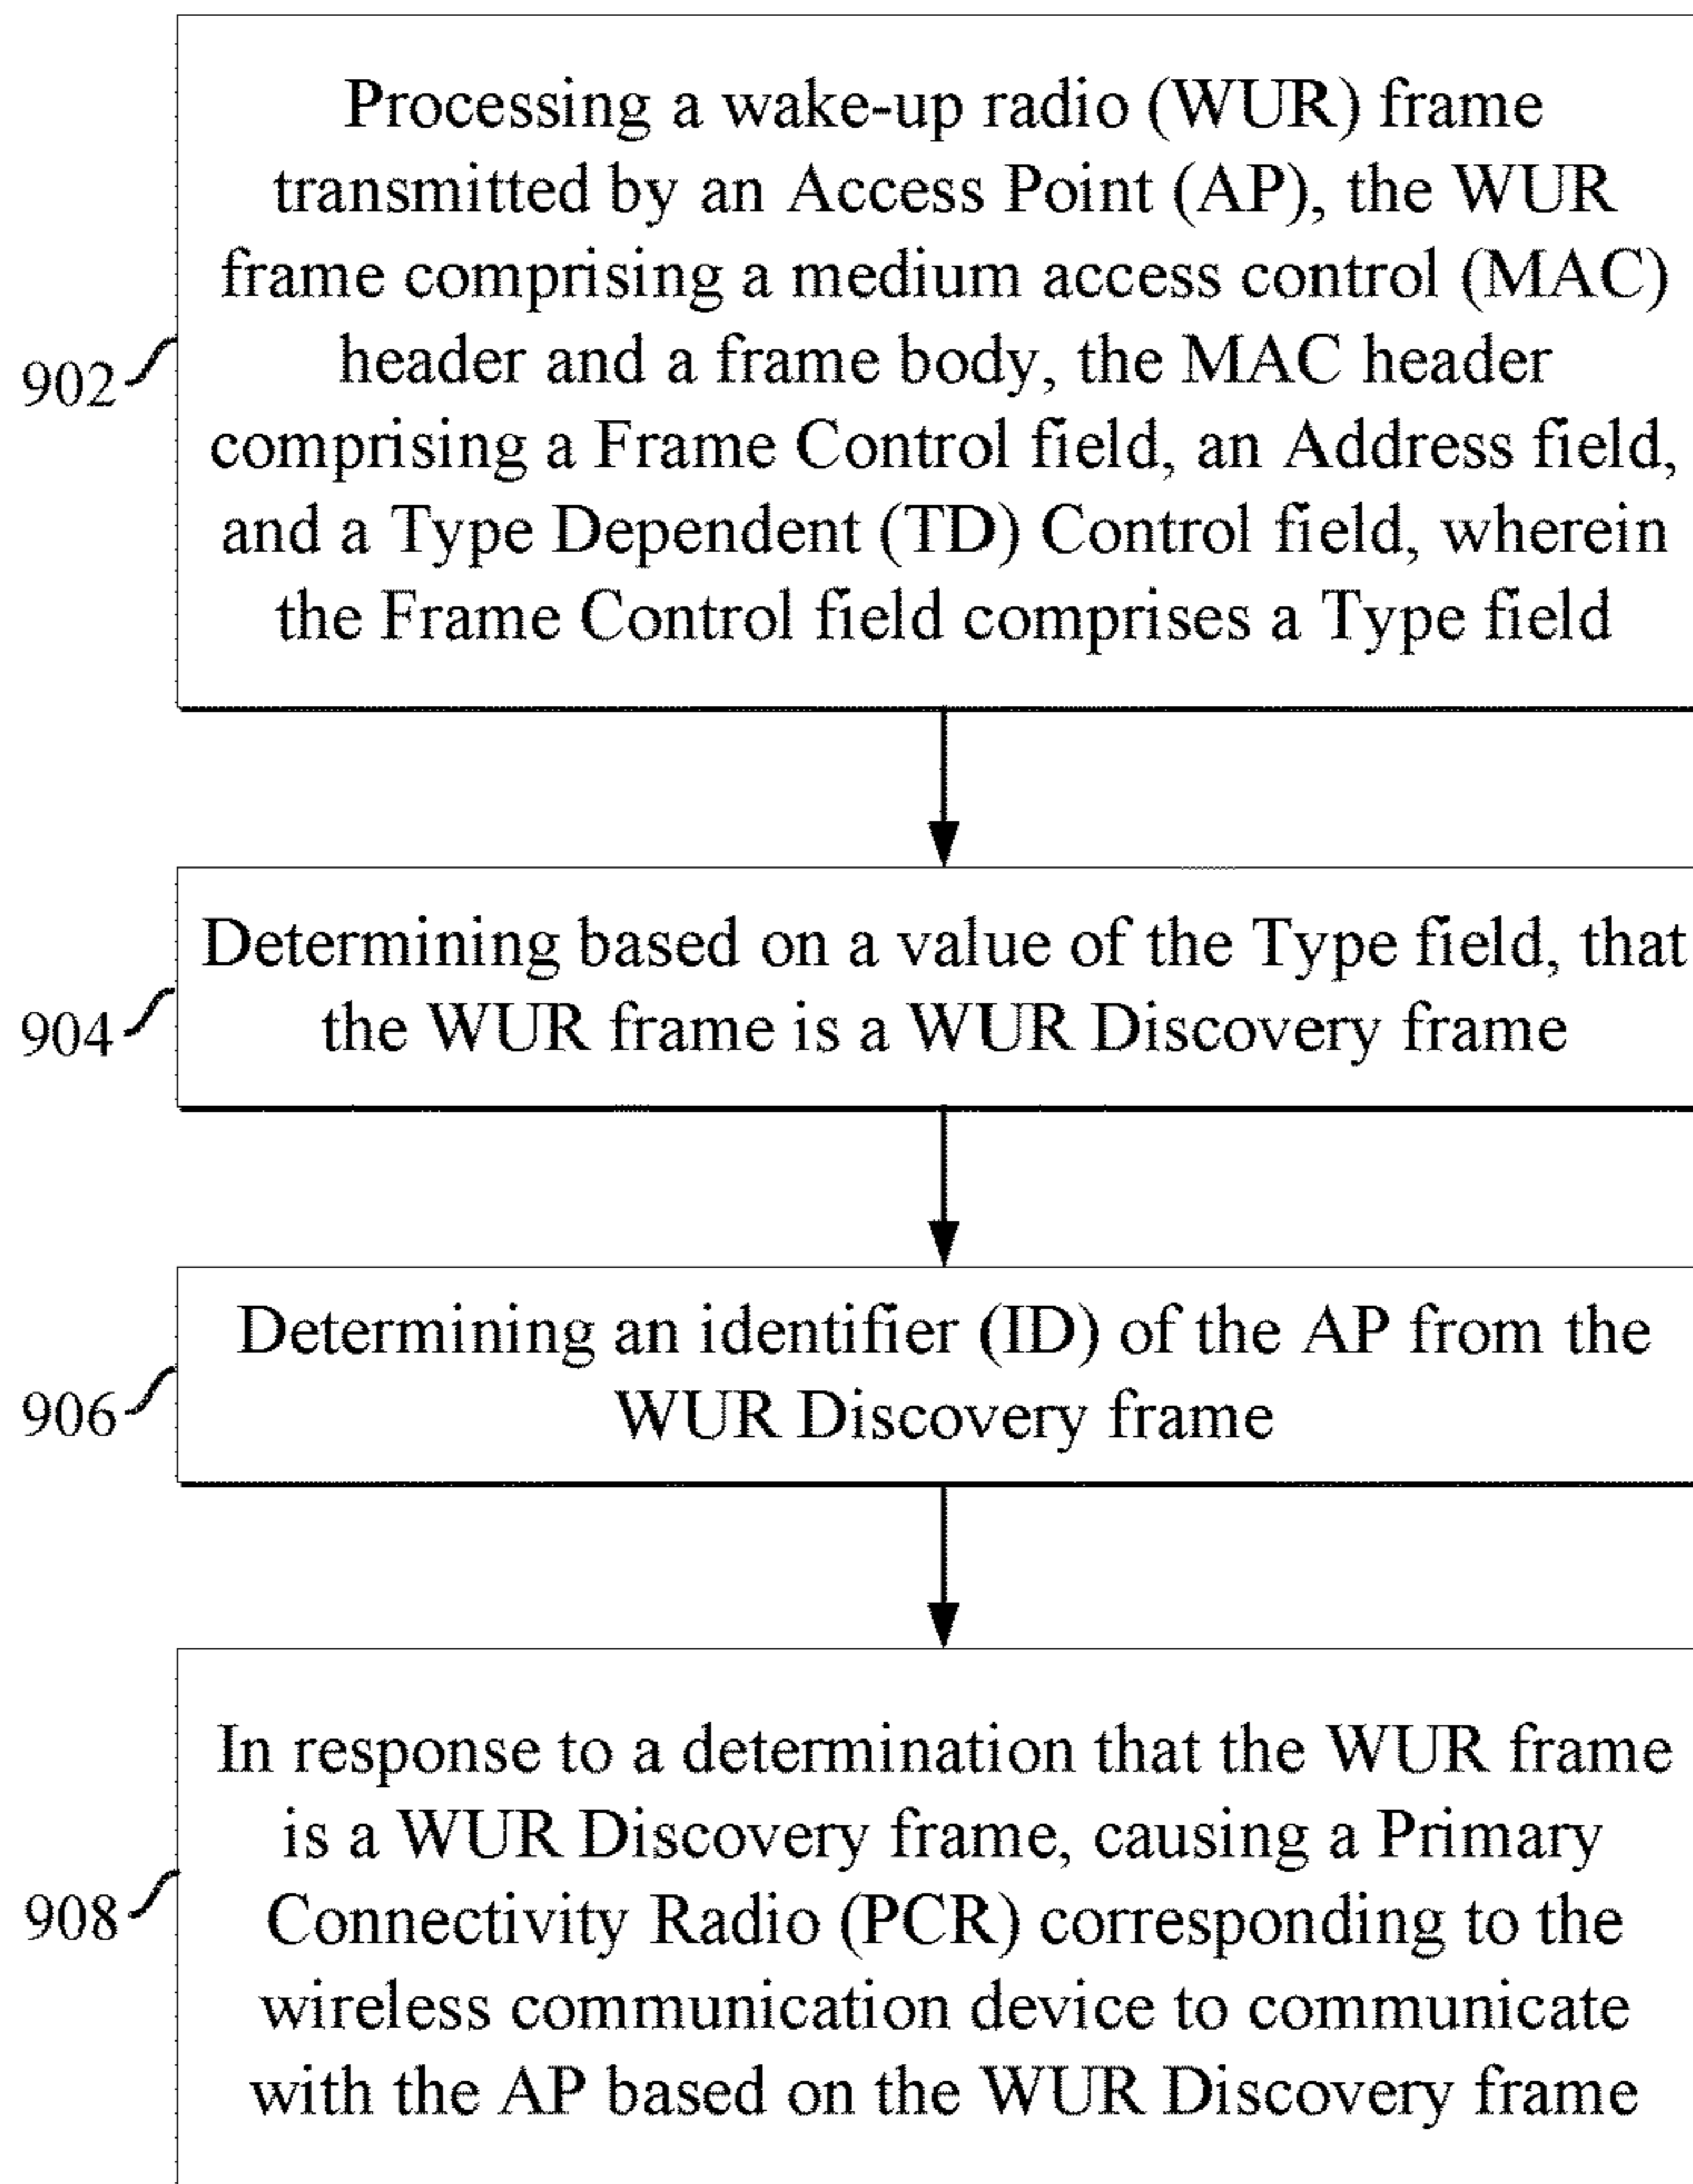 Processing a wake-up radio (WUR) frame
transmitted by an Access Point (AP), the WUR
frame comprising a medium access control (MAC)
header and a frame body, the MAC header
902
comprising a Frame Control field, an Address field,
and a Type Dependent (TD) Control field, wherein
the Frame Control field comprises a Type field
Determining based on a value of the Type field, that
904
the WUR frame is a WUR Discovery frame
Determining an identifier (ID) of the AP from the
906
WUR Discovery frame
In response to a determination that the WUR frame
is a WUR Discovery frame, causing a Primary
908
Connectivity Radio (PCR) corresponding to the
wireless communication device to communicate
with the AP based on the WUR Discovery frame